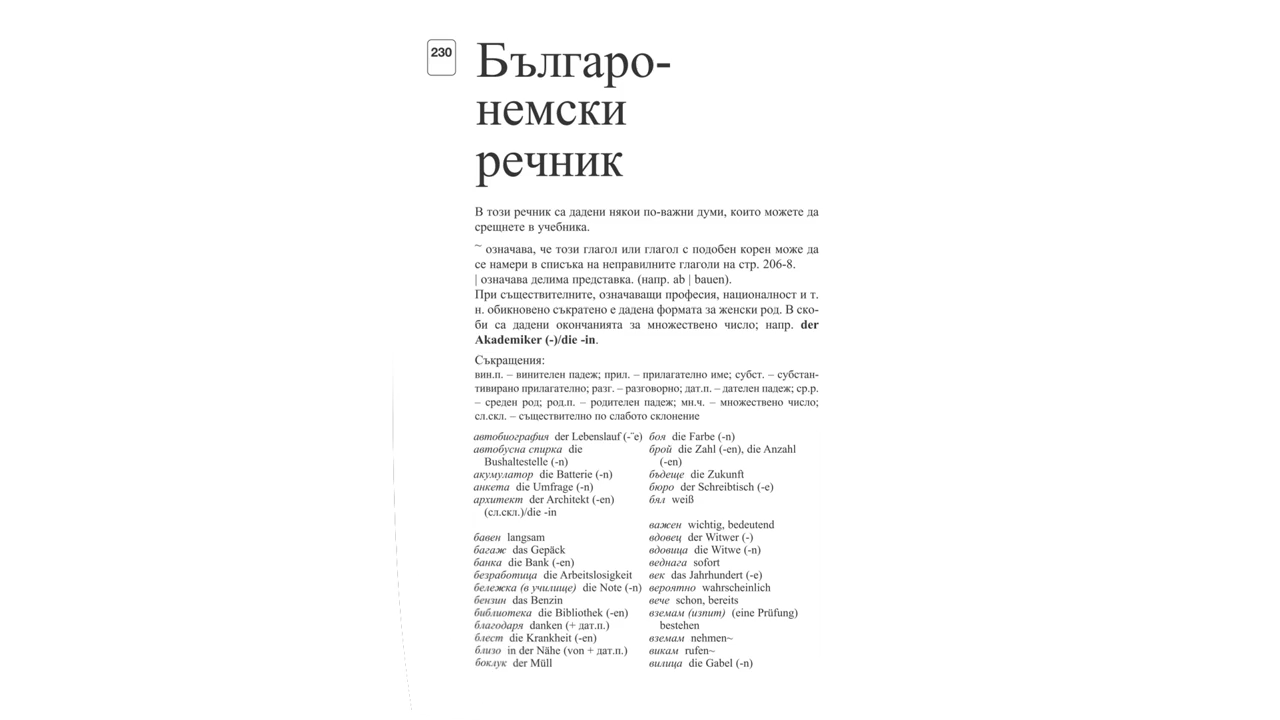 230
Българо-
немски
речник
В този речник са дадени някои по-важни думи, които можете да
срещнете в учебника.
~ означава, че този глагол или глагол с подобен корен може да
се намери в списъка на неправилните глаголи на стр. 206-8.
| означава делима представка. (напр. ab | bauen).
При съществителните, означаващи професия, националност и т.
н. обикновено съкратено е дадена формата за женски род. В ско-
би са дадени окончанията за множествено число; напр. der
Akademiker (-)/die -in.
Съкращения:
вин.п. – винителен падеж; прил. – прилагателно име; субст. – субстан-
тивирано прилагателно; разг. – разговорно; дат.п. – дателен падеж; ср.р.
– среден род; род.п. – родителен падеж; мн.ч. – множествено число;
сл.скл. – съществително по слабото склонение
автобиография der Lebenslauf (-¨e)
автобусна спирка die
Bushaltestelle (-n)
акумулатор die Batterie (-n)
анкета die Umfrage (-n)
архитект der Architekt (-en)
(сл.скл.)/die -in
бавен langsam
багаж das Gepäck
банка die Bank (-en)
безработица die Arbeitslosigkeit
бележка (в училище) die Note (-n)
бензин das Benzin
библиотека die Bibliothek (-en)
благодаря danken (+ дат.п.)
блест die Krankheit (-en)
близо in der Nähe (von + дат.п.)
боклук der Müll
боя die Farbe (-n)
брой die Zahl (-en), die Anzahl
(-en)
бъдеще die Zukunft
бюро der Schreibtisch (-e)
бял weiß
важен wichtig, bedeutend
вдовец der Witwer (-)
вдовица die Witwe (-n)
веднага sofort
век das Jahrhundert (-e)
вероятно wahrscheinlich
вече schon, bereits
вземам (изпит) (eine Prüfung)
bestehen
вземам nehmen~
викам rufen~
вилица die Gabel (-n)